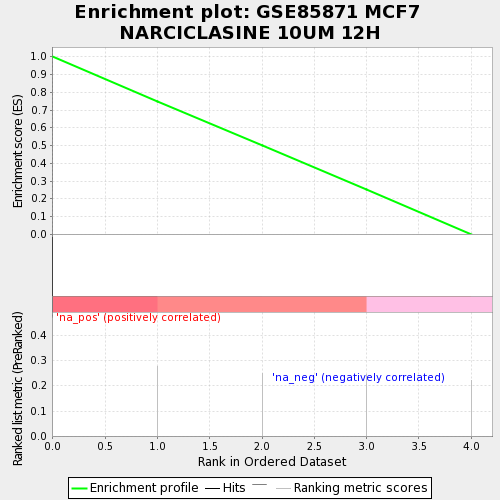 Enrichment plot: GSE85871 MCF7
NARCICLASINE 10UM 12H
Enrichment score (ES)
1.0
0.9
0.8
0.7
0.6
0.5
0.4
0.3
0.2
0.1
0.0
'na_pos' (positively correlated)
'na_neg' (negatively correlated)
Ranked list metric (PreRanked)
0.4
0.3
0.2
0.1
0.0
0.0 0.5 1.0 1.5 2.0 2.5 3.0 3.5 4.0
Rank in Ordered Dataset
Enrichment profile Hits Ranking metric scores